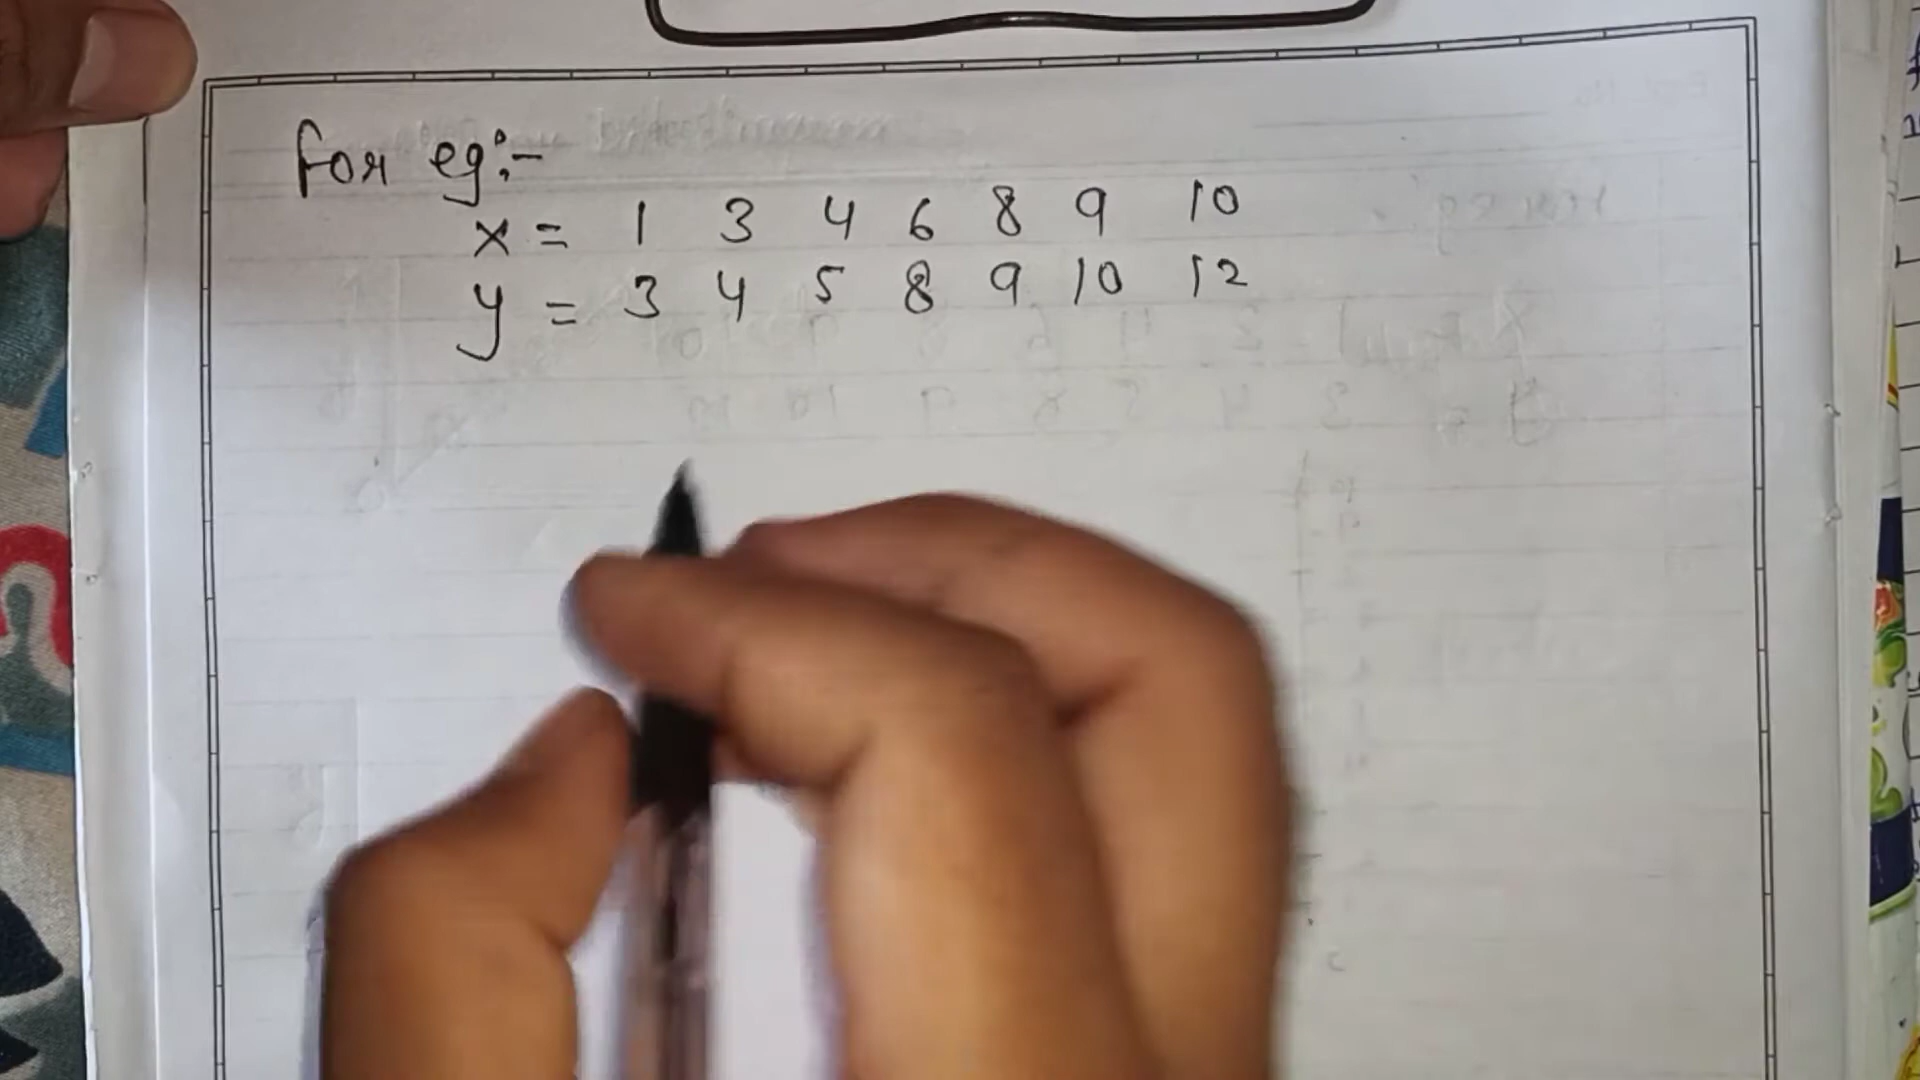 For eg:-
x = 1 3 4 6 8 9 10
y = 3 4 5 8 9 10 12